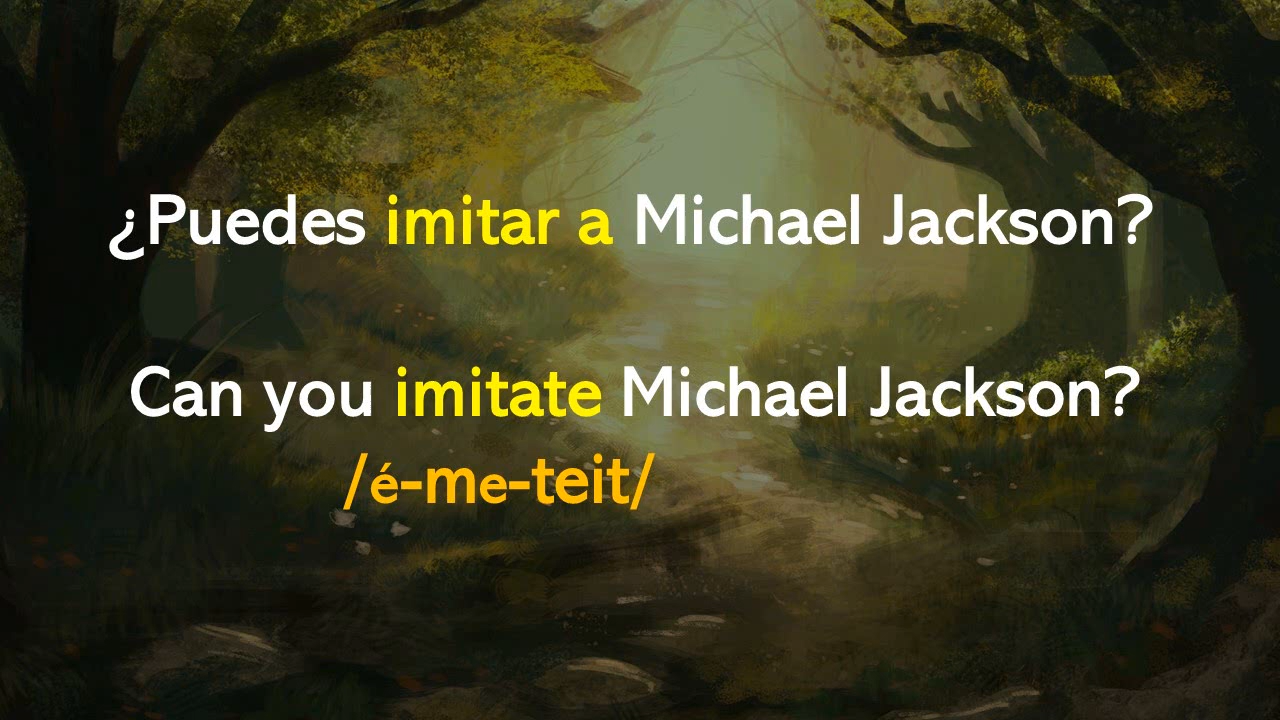 ¿Puedes imitar a Michael Jackson?
Can you imitate Michael Jackson?
/é-me-teit/